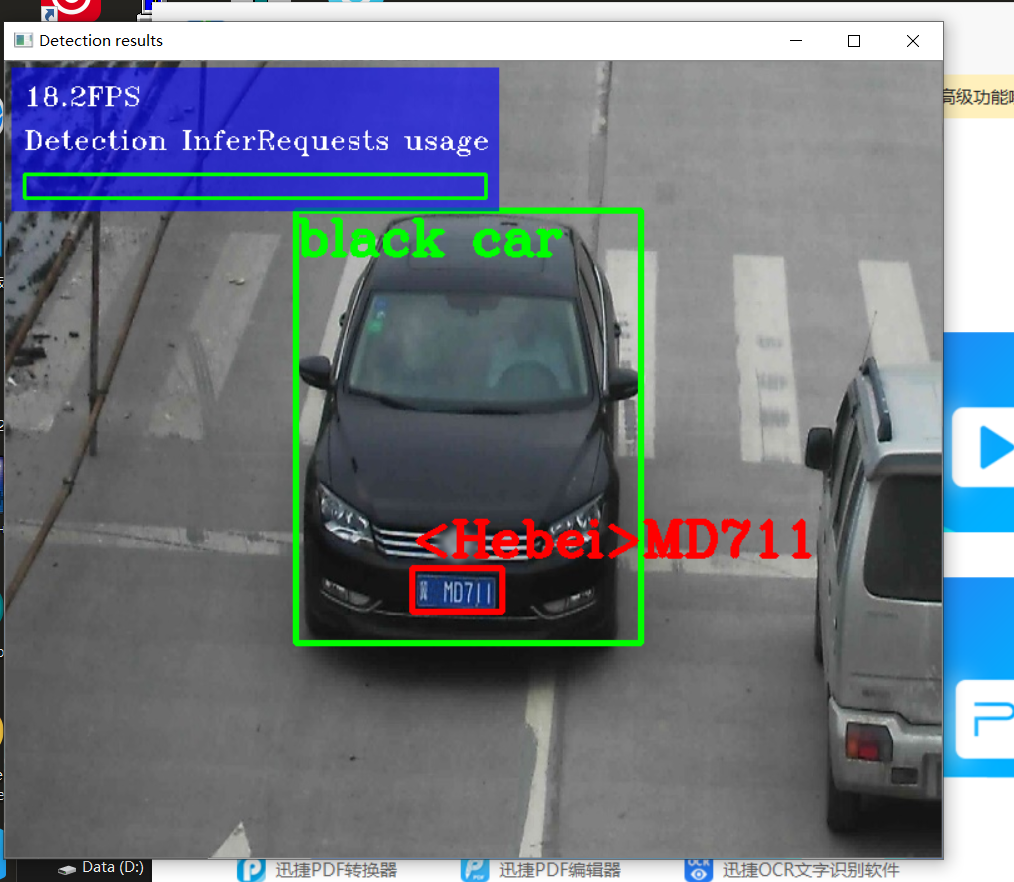 Detection results
高级功能
18.2FPS
Detection InferRequests usage
black car
<Hebei>MD711
冀 MD711
Data (D:)
迅捷PDF转换器
迅捷PDF编辑器
OCR
迅捷OCR文字识别软件